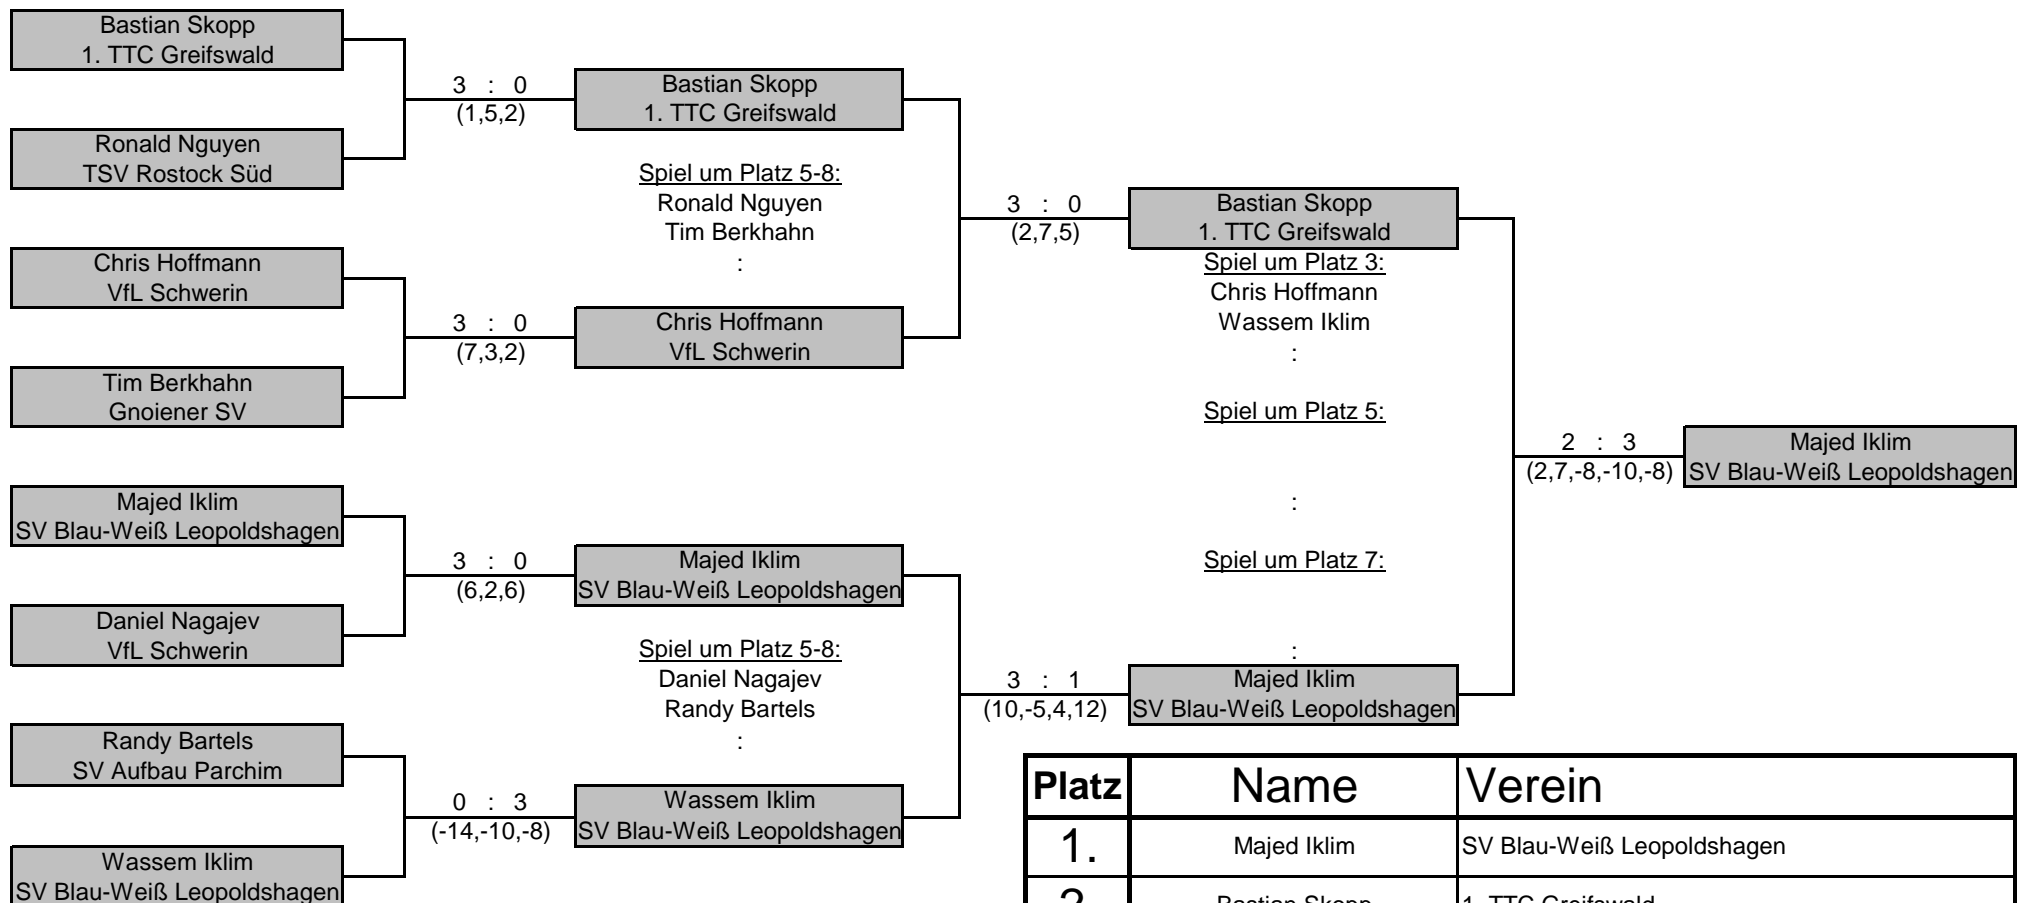 Bastian Skopp
1. TTC Greifswald
Ronald Nguyen
TSV Rostock Süd
Chris Hoffmann
VfL Schwerin
Tim Berkhahn
Gnoiener SV
Majed Iklim
SV Blau-Weiß Leopoldshagen
Daniel Nagajev
VfL Schwerin
Randy Bartels
SV Aufbau Parchim
Wassem Iklim
SV Blau-Weiß Leopoldshagen
3 : 0
(1,5,2)
3 : 0
(7,3,2)
3 : 0
(6,2,6)
0 : 3
(-14,-10,-8)
Bastian Skopp
1. TTC Greifswald
Spiel um Platz 5-8:
Ronald Nguyen
Tim Berkhahn
:
Chris Hoffmann
VfL Schwerin
Majed Iklim
SV Blau-Weiß Leopoldshagen
Spiel um Platz 5-8:
Daniel Nagajev
Randy Bartels
:
Wassem Iklim
SV Blau-Weiß Leopoldshagen
3 : 0
(2,7,5)
3 : 1
(10,-5,4,12)
Bastian Skopp
1. TTC Greifswald
Spiel um Platz 3:
Chris Hoffmann
Wassem Iklim
:
Spiel um Platz 5:
:
Spiel um Platz 7:
:
Majed Iklim
SV Blau-Weiß Leopoldshagen
2 : 3
(2,7,-8,-10,-8)
Majed Iklim
SV Blau-Weiß Leopoldshagen
Platz Name Verein
1. Majed Iklim SV Blau-Weiß Leopoldshagen
2. Bastian Skopp 1. TTC Greifswald